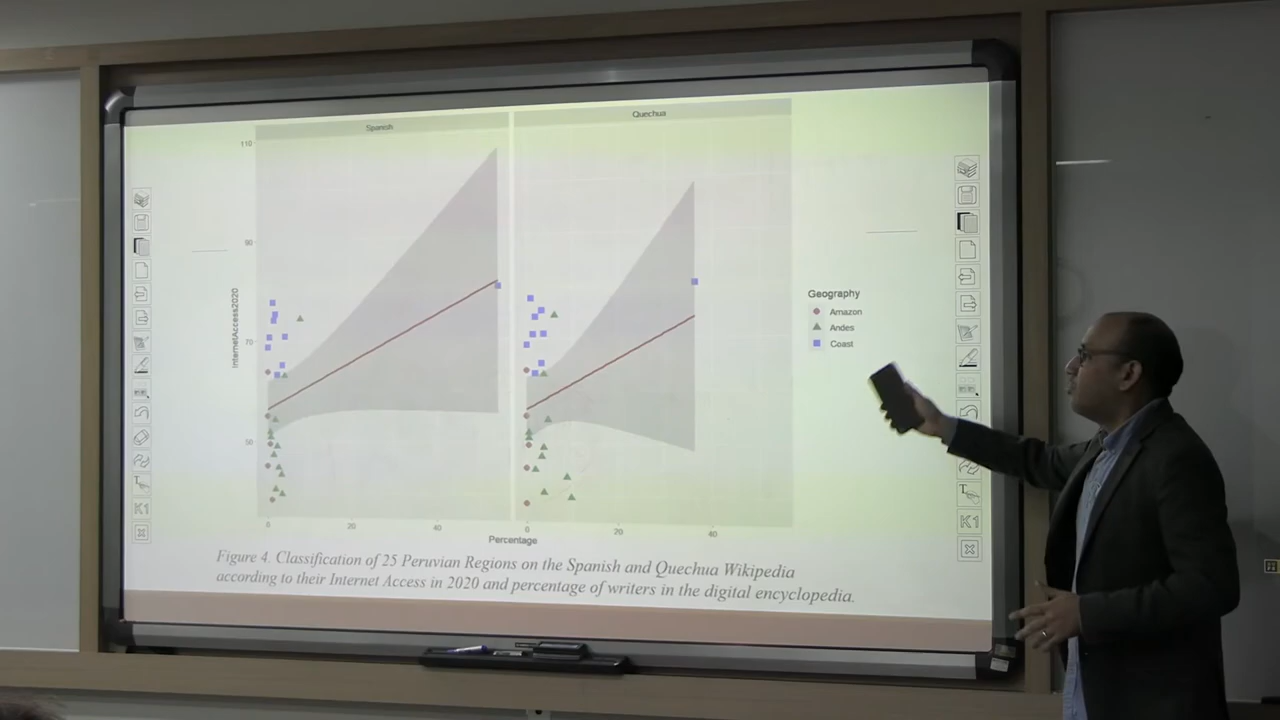 Spanish
Quechua
110
90
70
50
InternetAccess2020
0
20
40
0
20
40
Percentage
Geography
Amazon
Andes
Coast
Figure 4. Classification of 25 Peruvian Regions on the Spanish and Quechua Wikipedia
according to their Internet Access in 2020 and percentage of writers in the digital encyclopedia.
K1
K1